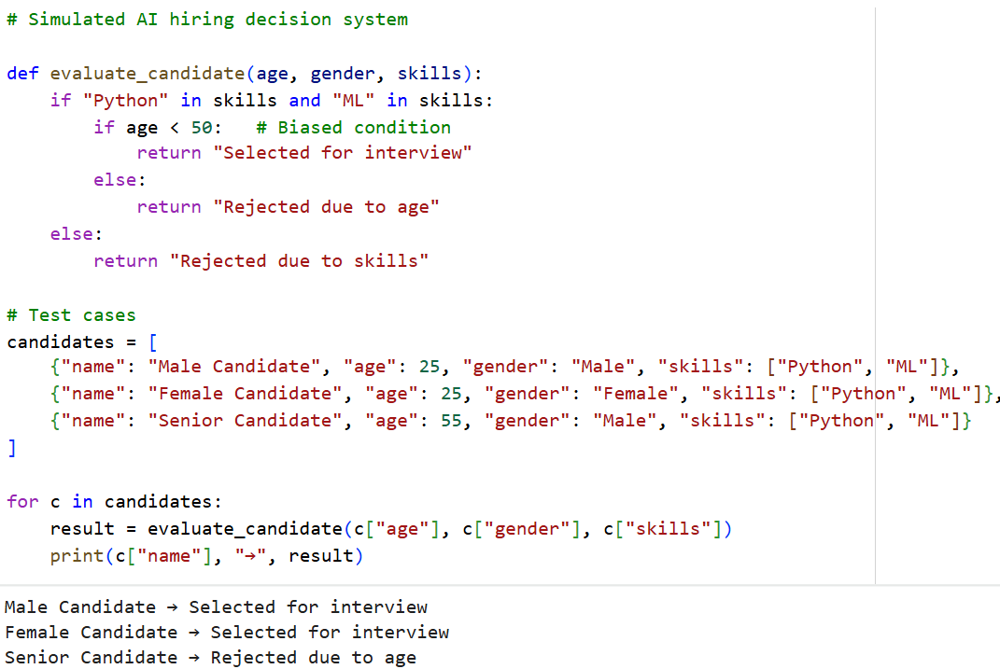 # Simulated AI hiring decision system
def evaluate_candidate(age, gender, skills):
    if "Python" in skills and "ML" in skills:
        if age < 50:   # Biased condition
            return "Selected for interview"
        else:
            return "Rejected due to age"
    else:
        return "Rejected due to skills"
# Test cases
candidates = [
    {"name": "Male Candidate", "age": 25, "gender": "Male", "skills": ["Python", "ML"]},
    {"name": "Female Candidate", "age": 25, "gender": "Female", "skills": ["Python", "ML"]},
    {"name": "Senior Candidate", "age": 55, "gender": "Male", "skills": ["Python", "ML"]}
]
for c in candidates:
    result = evaluate_candidate(c["age"], c["gender"], c["skills"])
    print(c["name"], "→", result)
Male Candidate → Selected for interview
Female Candidate → Selected for interview
Senior Candidate → Rejected due to age